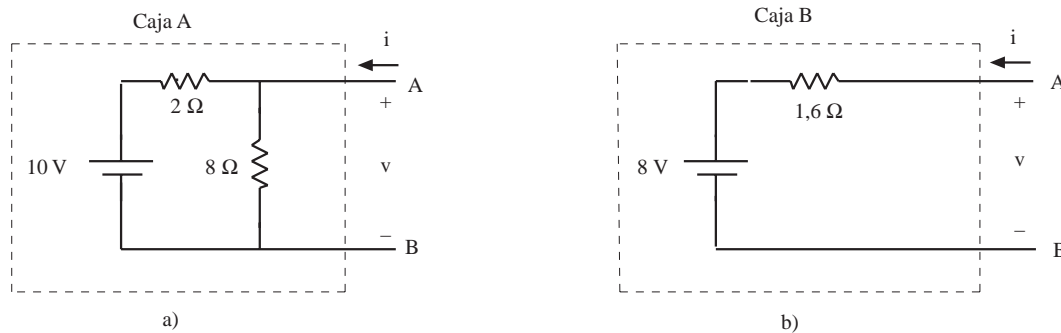 Caja A
i
A
+
2 Ω
10 V
8 Ω
v
–
B
a)
Caja B
i
A
+
1,6 Ω
8 V
v
–
B
b)